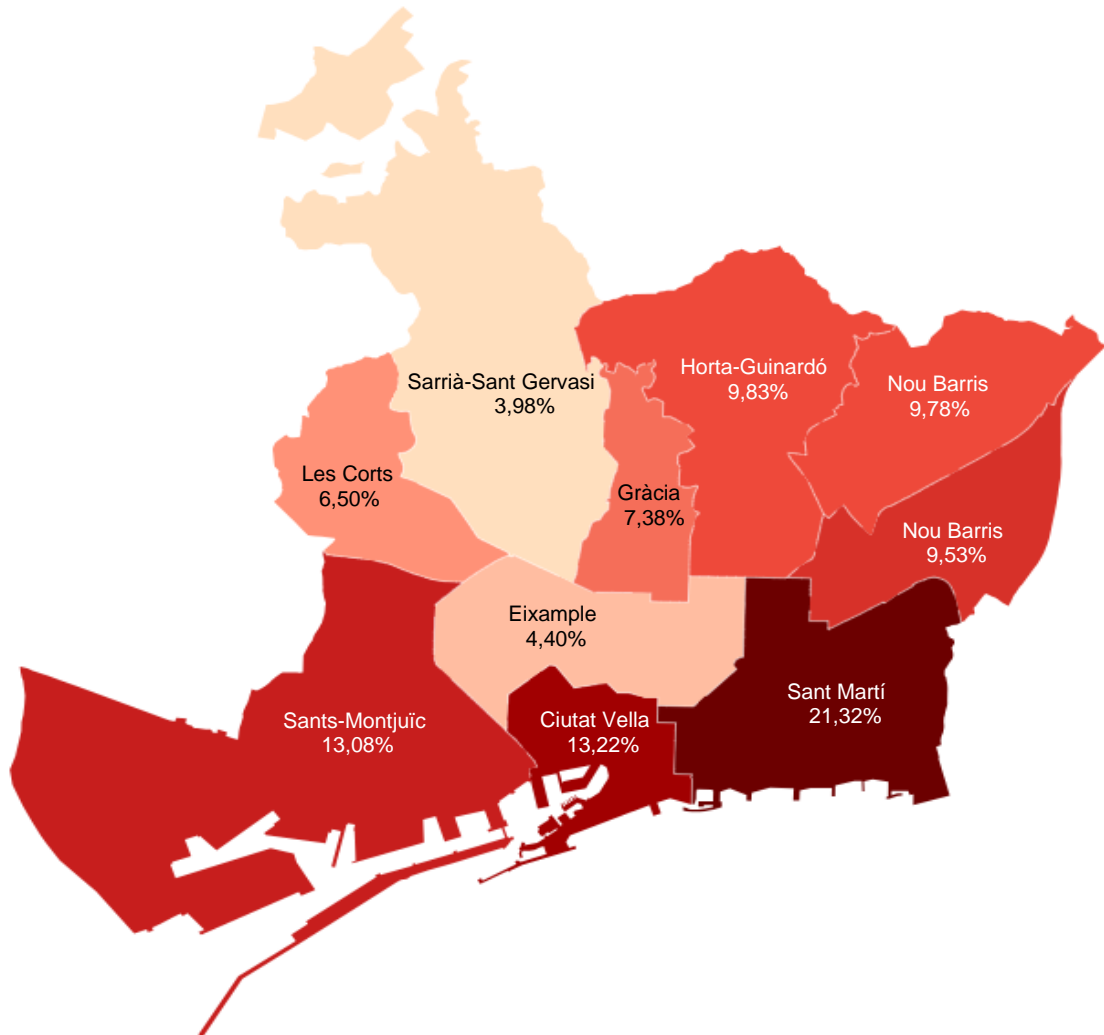 Sarrià-Sant Gervasi
3,98%
Horta-Guinardó
9,83%
Nou Barris
9,78%
Les Corts
6,50%
Gràcia
7,38%
Nou Barris
9,53%
Eixample
4,40%
Sants-Montjuïc
13,08%
Ciutat Vella
13,22%
Sant Martí
21,32%